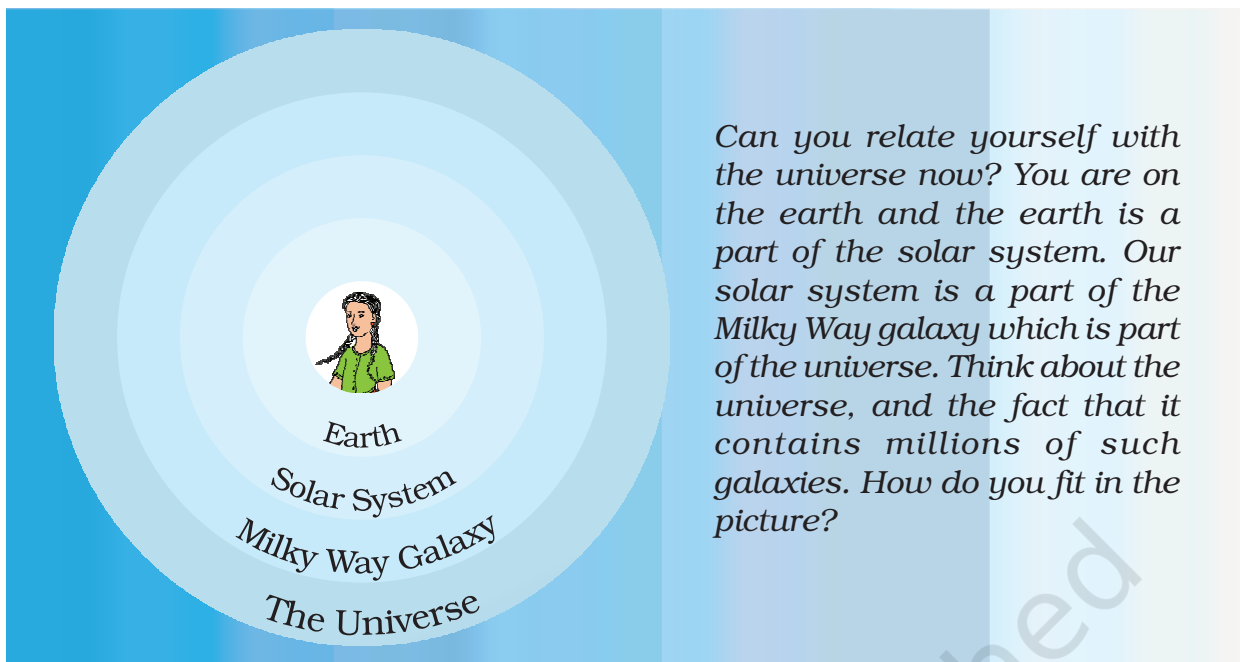 Earth
Solar System
Milky Way Galaxy
The Universe
Can you relate yourself with
the universe now? You are on
the earth and the earth is a
part of the solar system. Our
solar system is a part of the
Milky Way galaxy which is part
of the universe. Think about the
universe, and the fact that it
contains millions of such
galaxies. How do you fit in the
picture?
hed